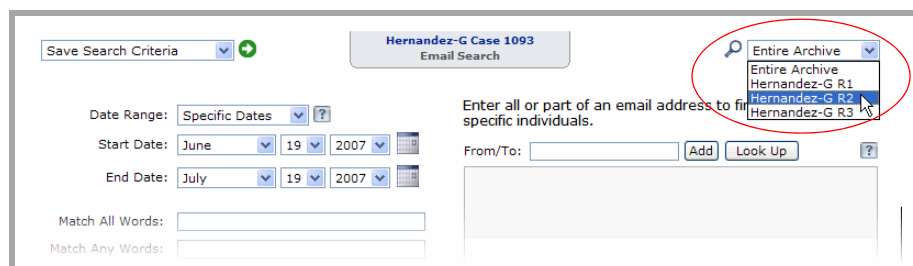 Save Search Criteria
Hernandez-G Case 1093
Email Search
Entire Archive
Entire Archive
Hernandez-G R1
Hernandez-G R2
Hernandez-G R3
Date Range: Specific Dates ?
Start Date: June 19 2007
End Date: July 19 2007
Match All Words:
Match Any Words:
Enter all or part of an email address to fi
specific individuals.
From/To: Add Look Up ?